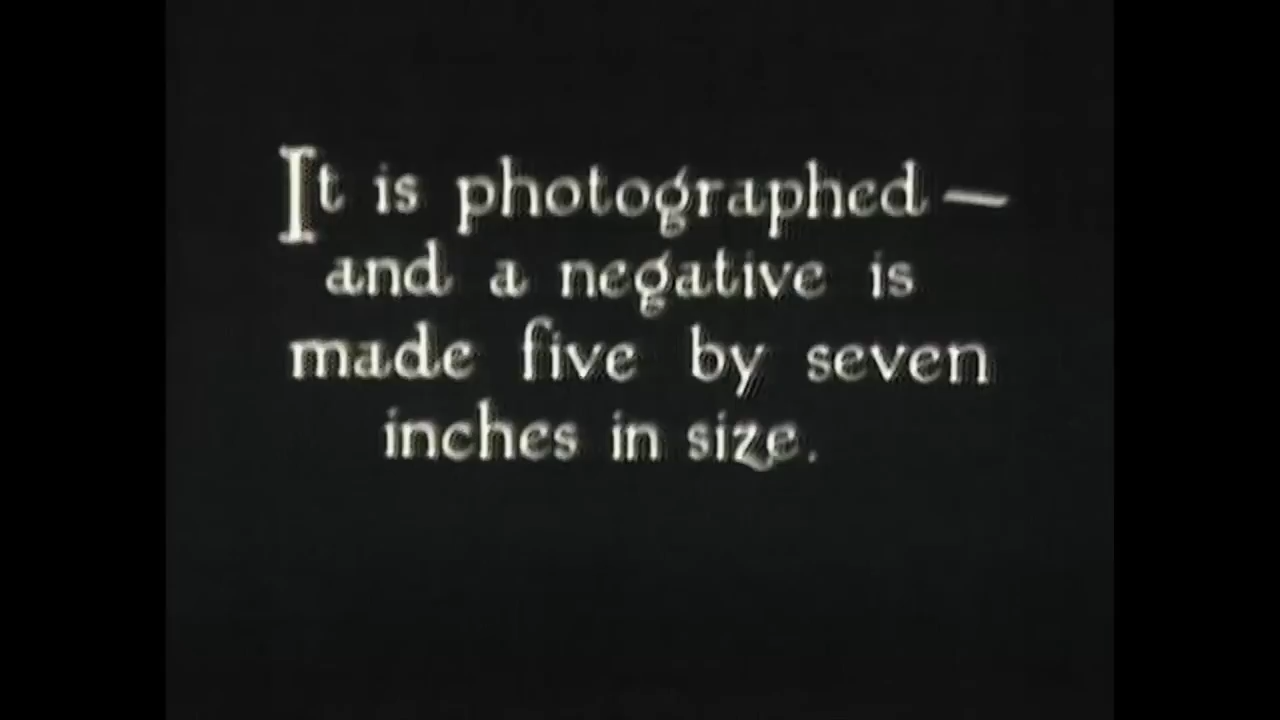 It is photographed —
and a negative is
made five by seven
inches in size.